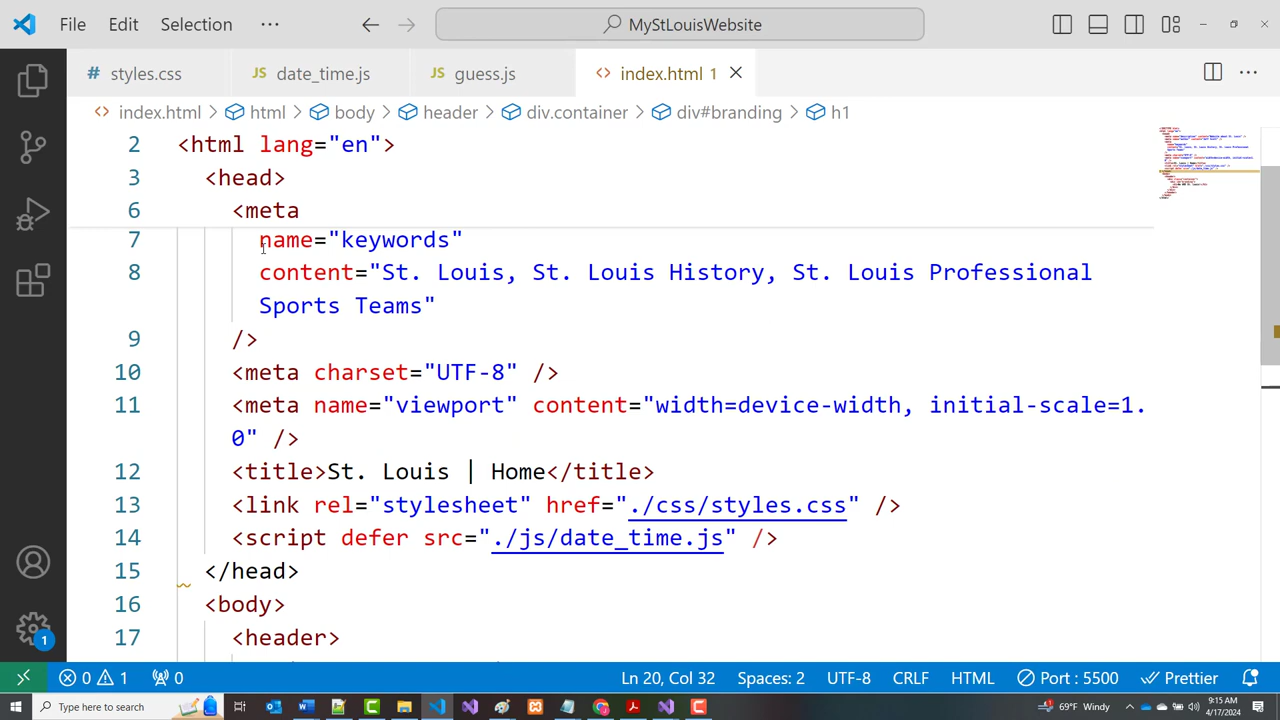 File Edit Selection ··· MyStLouisWebsite
# styles.css JS date_time.js JS guess.js <> index.html 1
<> index.html > html > body > header > div.container > div#branding > h1
2 <html lang="en">
3 <head>
6 <meta
7 name="keywords"
8 content="St. Louis, St. Louis History, St. Louis Professional
Sports Teams"
9 />
10 <meta charset="UTF-8" />
11 <meta name="viewport" content="width=device-width, initial-scale=1.
0" />
12 <title>St. Louis | Home</title>
13 <link rel="stylesheet" href="./css/styles.css" />
14 <script defer src="./js/date_time.js" />
15 </head>
16 <body>
17 <header>
1
0 1 0 Ln 20, Col 32 Spaces: 2 UTF-8 CRLF HTML Port : 5500 Prettier
Type here to search 69°F Windy 9:15 AM
4/17/2024